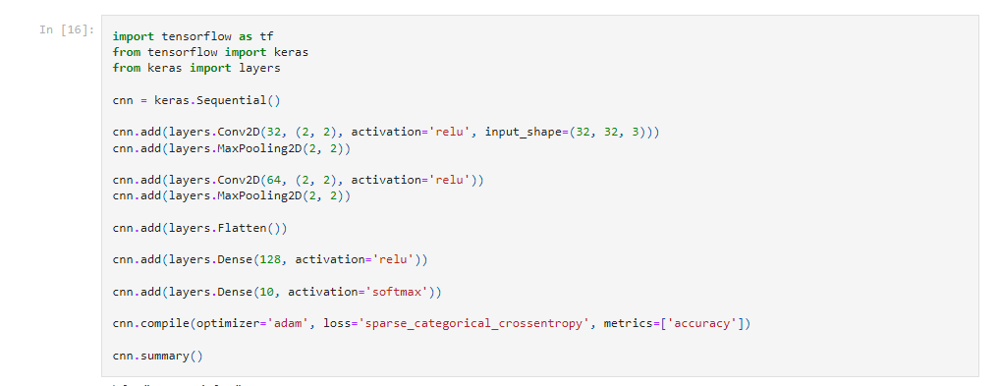 In [16]:
import tensorflow as tf
from tensorflow import keras
from keras import layers
cnn = keras.Sequential()
cnn.add(layers.Conv2D(32, (2, 2), activation='relu', input_shape=(32, 32, 3)))
cnn.add(layers.MaxPooling2D(2, 2))
cnn.add(layers.Conv2D(64, (2, 2), activation='relu'))
cnn.add(layers.MaxPooling2D(2, 2))
cnn.add(layers.Flatten())
cnn.add(layers.Dense(128, activation='relu'))
cnn.add(layers.Dense(10, activation='softmax'))
cnn.compile(optimizer='adam', loss='sparse_categorical_crossentropy', metrics=['accuracy'])
cnn.summary()